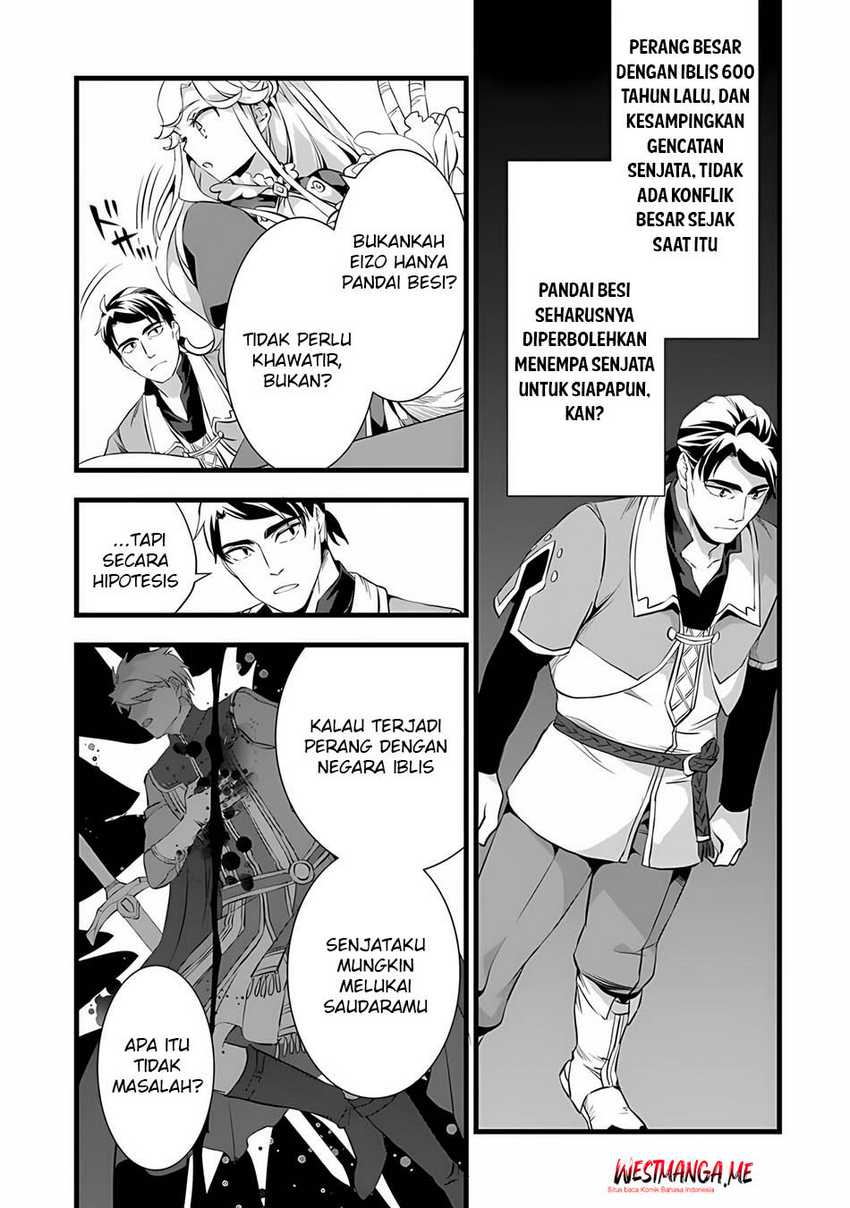 PERANG BESAR
DENGAN IBLIS 600
TAHUN LALU, DAN
KESAMPINGKAN
GENCATAN
SENJATA, TIDAK
ADA KONFLIK
BESAR SEJAK
SAAT ITU
PANDAI BESI
SEHARUSNYA
DIPERBOLEHKAN
MENEMPA SENJATA
UNTUK SIAPAPUN,
KAN?
BUKANKAH
EIZO HANYA
PANDAI BESI?
TIDAK PERLU
KHAWATIR,
BUKAN?
ドサ...
...TAPI
SECARA
HIPOTESIS
KALAU TERJADI
PERANG DENGAN
NEGARA IBLIS
SENJATAKU
MUNGKIN
MELUKAI
SAUDARAMU
APA ITU
TIDAK
MASALAH?
WESTMANGA.ME
Situs baca Komik Bahasa Indonesia